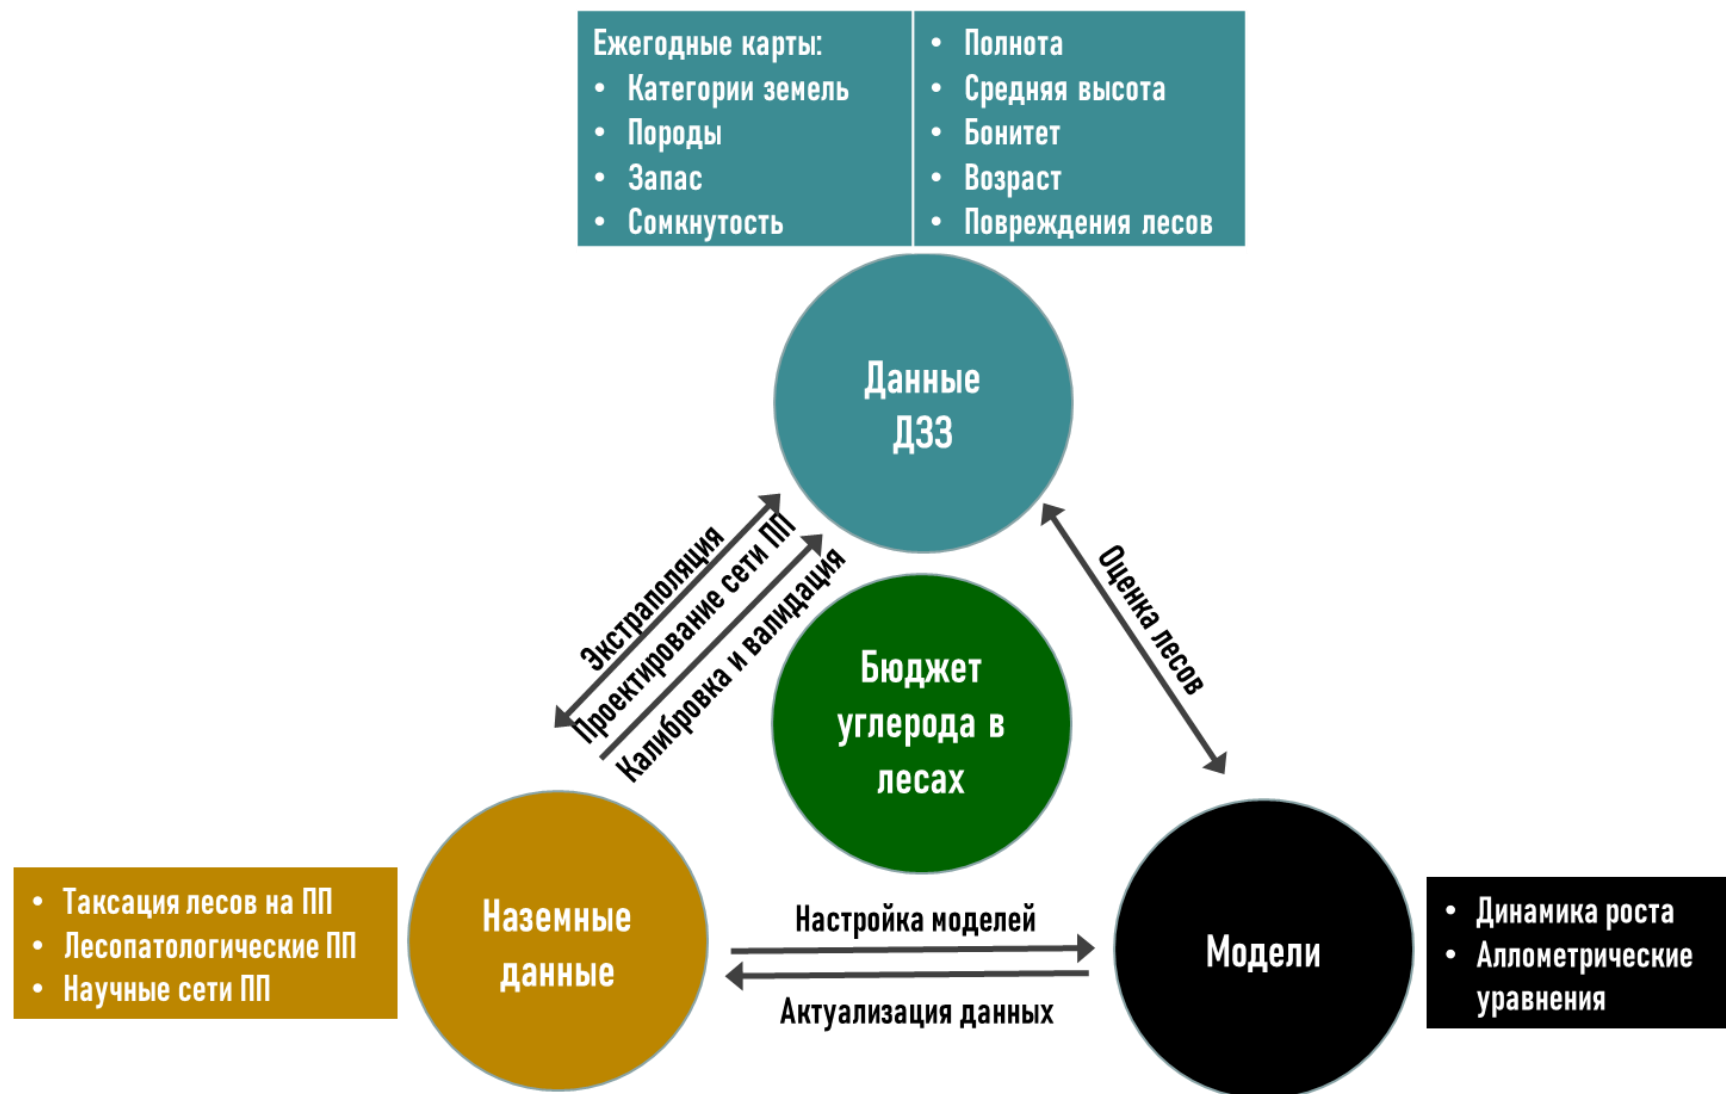 Ежегодные карты:
• Категории земель
• Породы
• Запас
• Сомкнутость
• Полнота
• Средняя высота
• Бонитет
• Возраст
• Повреждения лесов
Данные
ДЗЗ
Экстраполяция
Проектирование сети ПП
Калибровка и валидация
Оценка лесов
Бюджет
углерода в
лесах
• Таксация лесов на ПП
• Лесопатологические ПП
• Научные сети ПП
Наземные
данные
Настройка моделей
Актуализация данных
Модели
• Динамика роста
• Аллометрические
уравнения